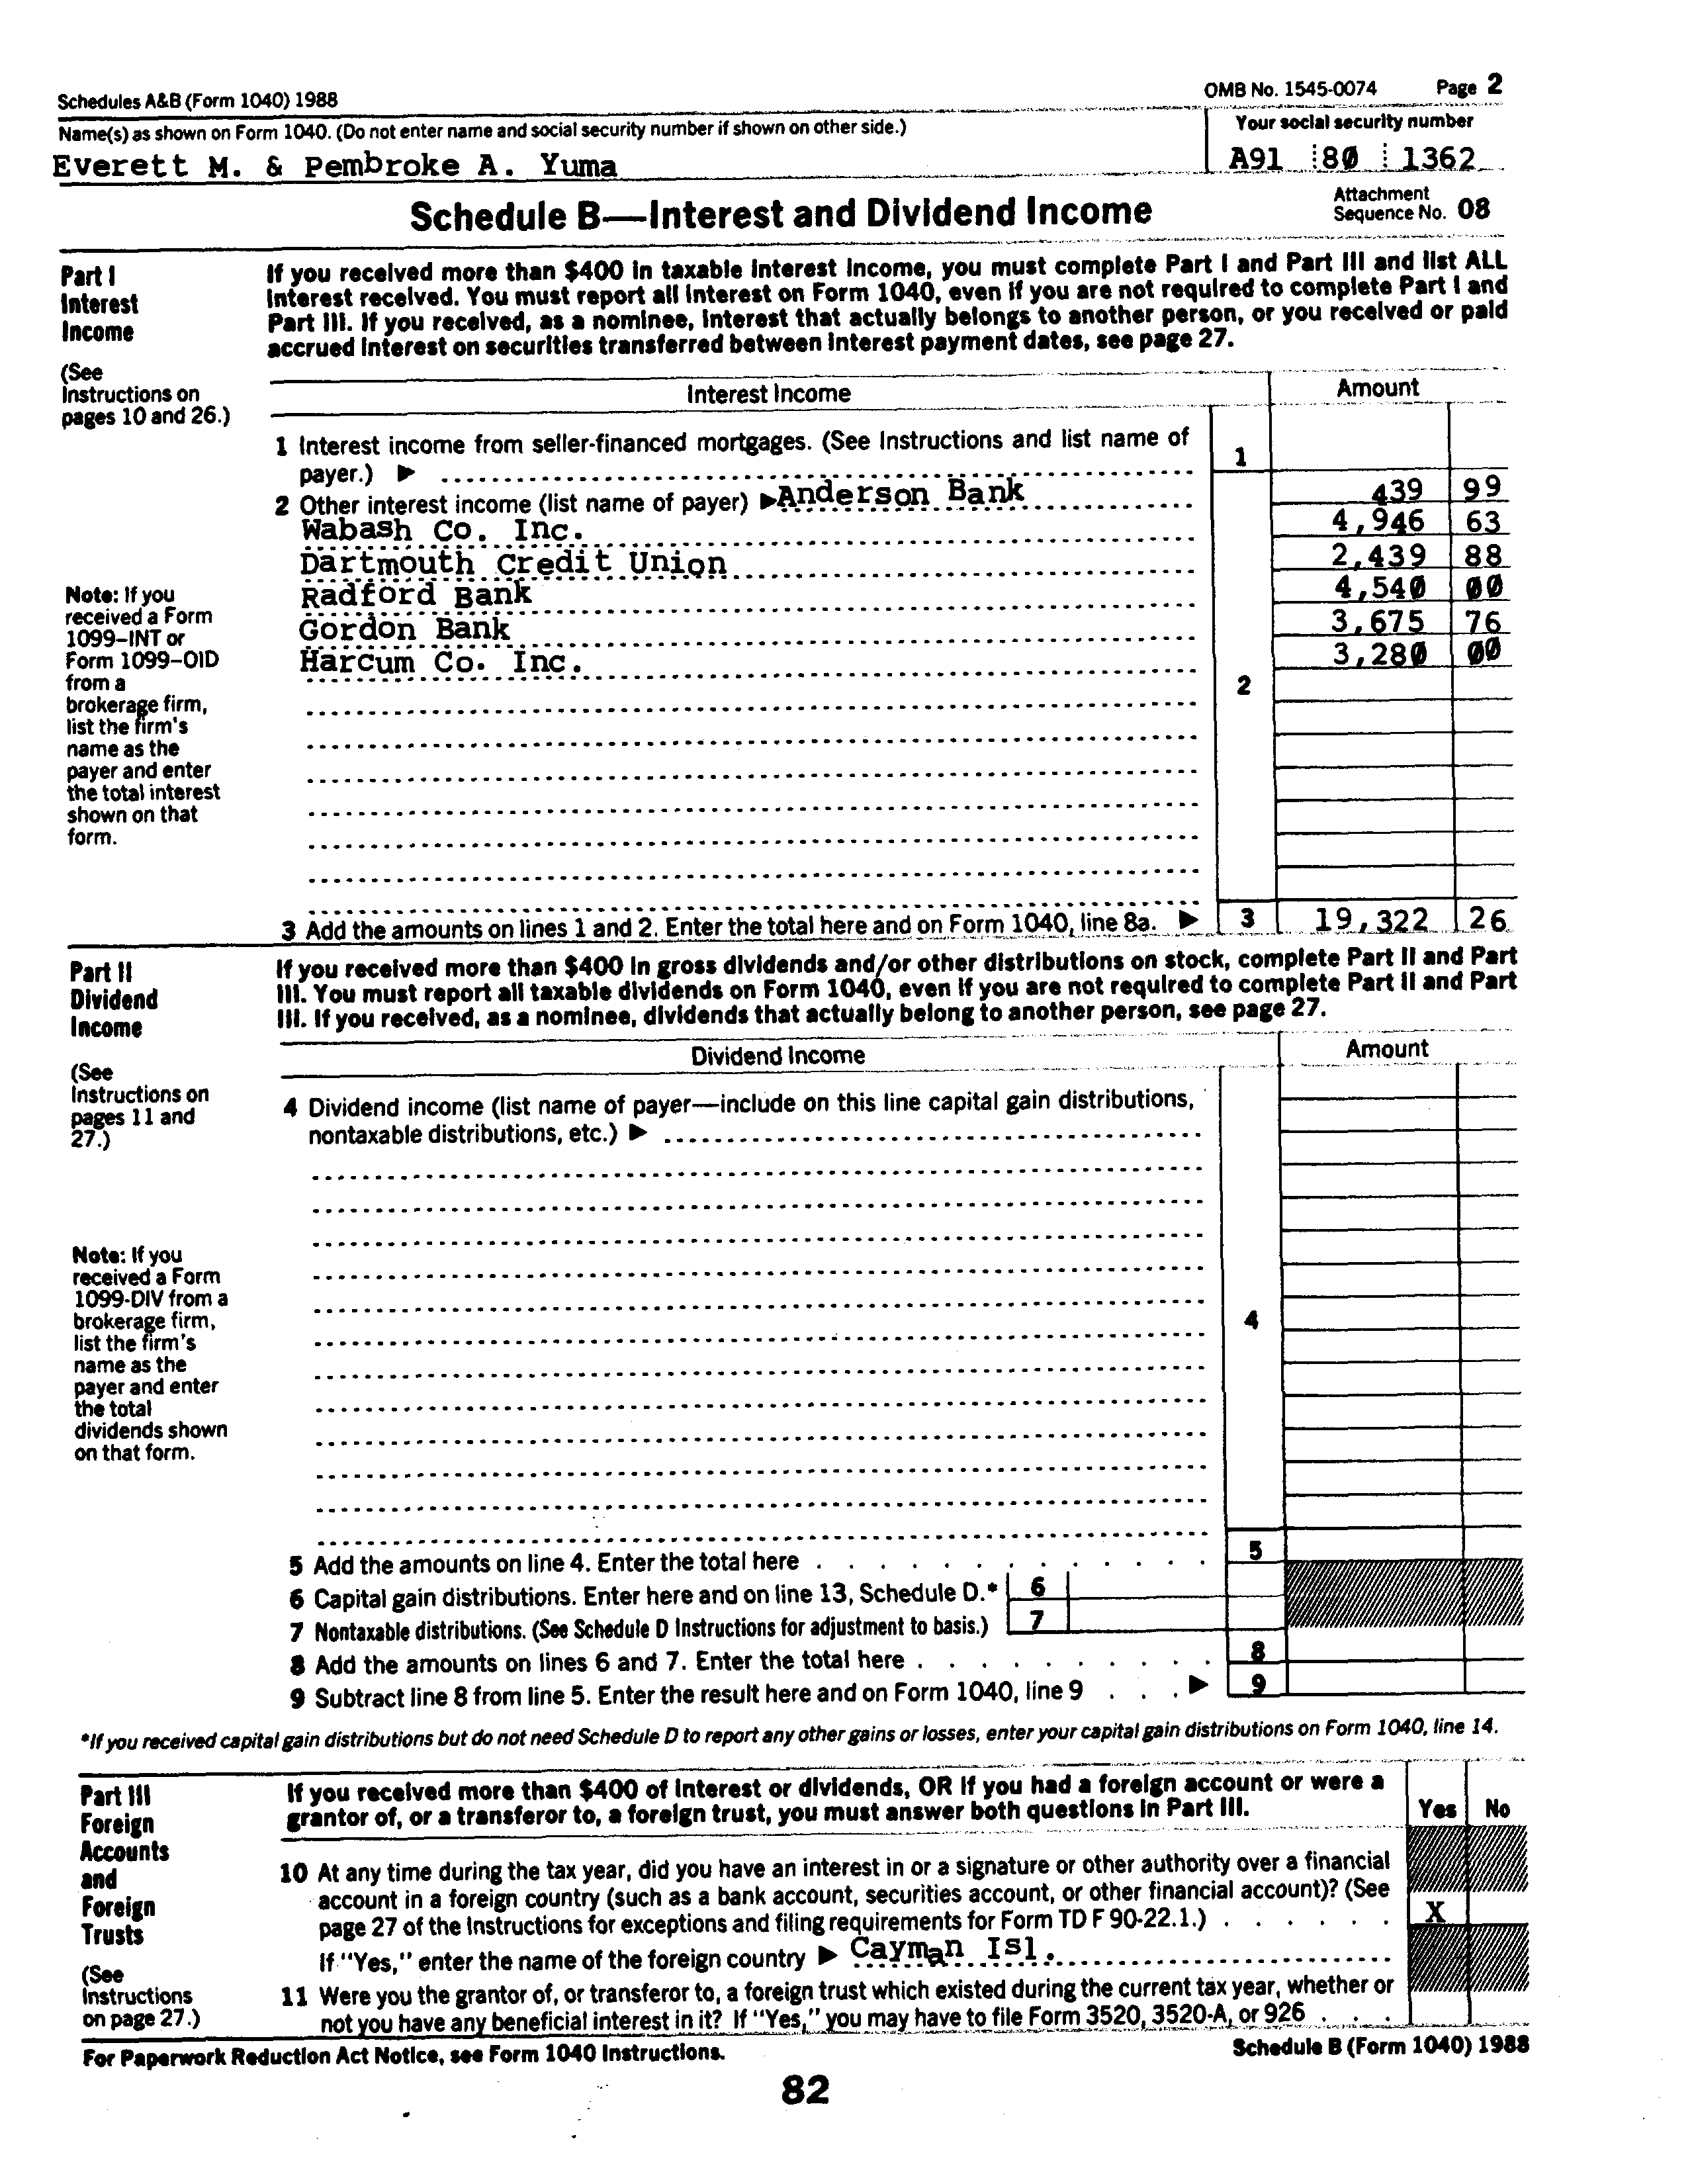 Schedules A&B (Form 1040) 1988
OMB No. 1545-0074 Page 2
Name(s) as shown on Form 1040. (Do not enter name and social security number if shown on other side.)
Your social security number
Everett M. & Pembroke A. Yuma
A91 80 1362
Schedule B—Interest and Dividend Income
Attachment
Sequence No. 08
Part I
Interest
Income
(See
Instructions on
pages 10 and 26.)
If you received more than $400 in taxable interest income, you must complete Part I and Part III and list ALL
interest received. You must report all interest on Form 1040, even if you are not required to complete Part I and
Part III. If you received, as a nominee, interest that actually belongs to another person, or you received or paid
accrued interest on securities transferred between interest payment dates, see page 27.
Interest Income
Amount
1 Interest income from seller-financed mortgages. (See Instructions and list name of
payer.) ▶
1
2 Other interest income (list name of payer) ▶ Anderson Bank 439 99
Wabash Co. Inc. 4,946 63
Dartmouth Credit Union 2,439 88
Radford Bank 4,540 00
Gordon Bank 3,675 76
Harcum Co. Inc. 3,280 00
2
Note: If you
received a Form
1099–INT or
Form 1099–OID
from a
brokerage firm,
list the firm's
name as the
payer and enter
the total interest
shown on that
form.
3 Add the amounts on lines 1 and 2. Enter the total here and on Form 1040, line 8a. ▶ 3 19,322 26
Part II
Dividend
Income
(See
Instructions on
pages 11 and
27.)
If you received more than $400 in gross dividends and/or other distributions on stock, complete Part II and Part
III. You must report all taxable dividends on Form 1040, even if you are not required to complete Part II and Part
III. If you received, as a nominee, dividends that actually belong to another person, see page 27.
Dividend Income
Amount
4 Dividend income (list name of payer—include on this line capital gain distributions,
nontaxable distributions, etc.) ▶
4
Note: If you
received a Form
1099-DIV from a
brokerage firm,
list the firm's
name as the
payer and enter
the total
dividends shown
on that form.
5 Add the amounts on line 4. Enter the total here . . . . . . . . . . . . . 5
6 Capital gain distributions. Enter here and on line 13, Schedule D.* 6
7 Nontaxable distributions. (See Schedule D Instructions for adjustment to basis.) 7
8 Add the amounts on lines 6 and 7. Enter the total here . . . . . . . . . . 8
9 Subtract line 8 from line 5. Enter the result here and on Form 1040, line 9 . . . ▶ 9
*If you received capital gain distributions but do not need Schedule D to report any other gains or losses, enter your capital gain distributions on Form 1040, line 14.
Part III
Foreign
Accounts
and
Foreign
Trusts
(See
Instructions
on page 27.)
If you received more than $400 of interest or dividends, OR if you had a foreign account or were a
grantor of, or a transferor to, a foreign trust, you must answer both questions in Part III.
Yes No
10 At any time during the tax year, did you have an interest in or a signature or other authority over a financial
account in a foreign country (such as a bank account, securities account, or other financial account)? (See
page 27 of the Instructions for exceptions and filing requirements for Form TD F 90-22.1.) . . . . . . X
If "Yes," enter the name of the foreign country ▶ Cayman Isl.
11 Were you the grantor of, or transferor to, a foreign trust which existed during the current tax year, whether or
not you have any beneficial interest in it? If "Yes," you may have to file Form 3520, 3520-A, or 926 . . .
For Paperwork Reduction Act Notice, see Form 1040 Instructions.
Schedule B (Form 1040) 1988
82